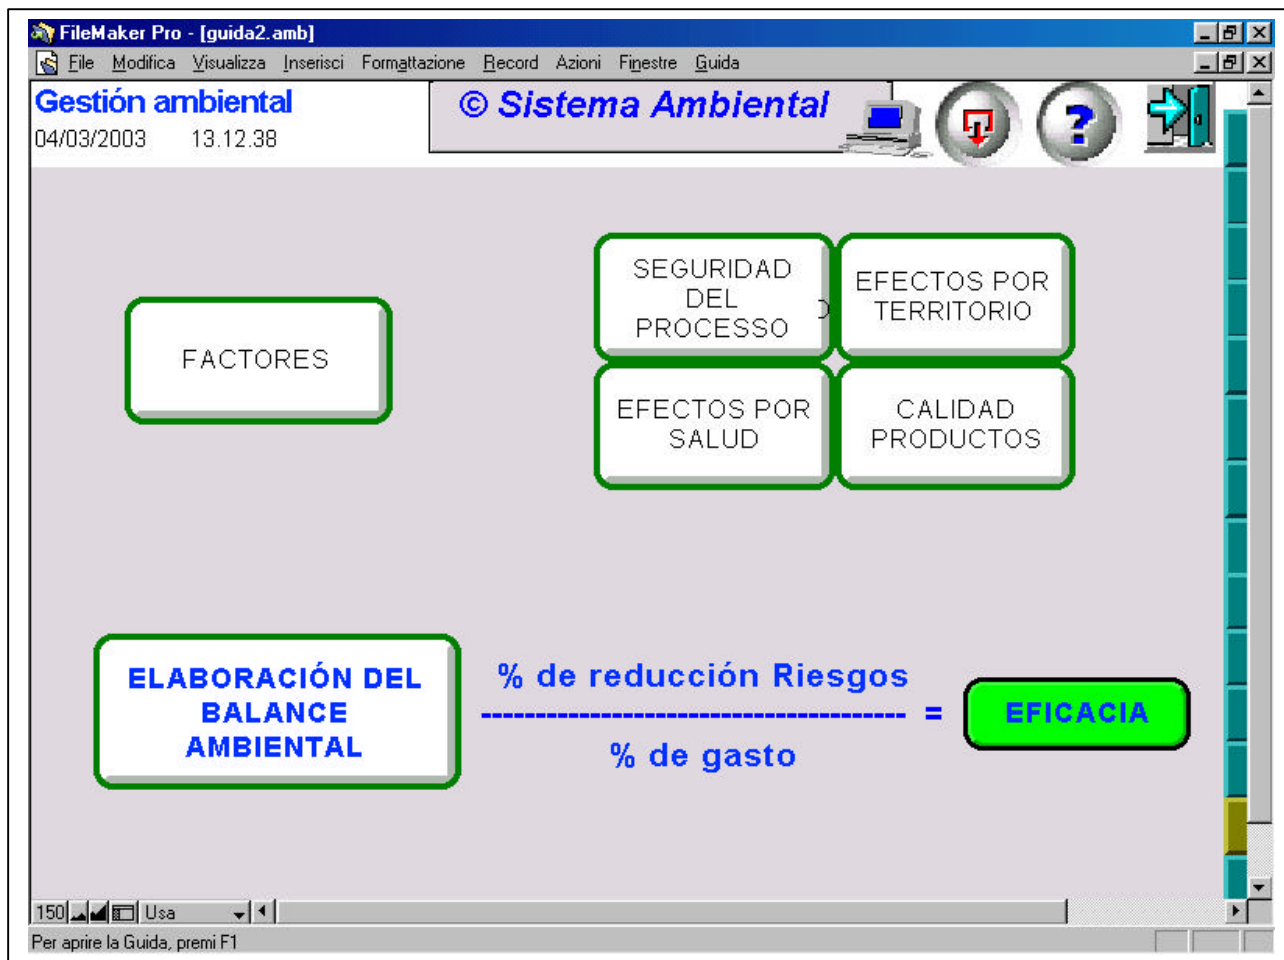 FileMaker Pro - [guida2.amb]
File Modifica Visualizza Inserisci Formattazione Record Azioni Finestre Guida
Gestión ambiental
© Sistema Ambiental
04/03/2003 13.12.38
FACTORES
SEGURIDAD
DEL
PROCESSO
EFECTOS POR
TERRITORIO
EFECTOS POR
SALUD
CALIDAD
PRODUCTOS
ELABORACIÓN DEL
BALANCE
AMBIENTAL
% de reducción Riesgos
--------------------------------------- =
% de gasto
EFICACIA
150 Usa
Per aprire la Guida, premi F1